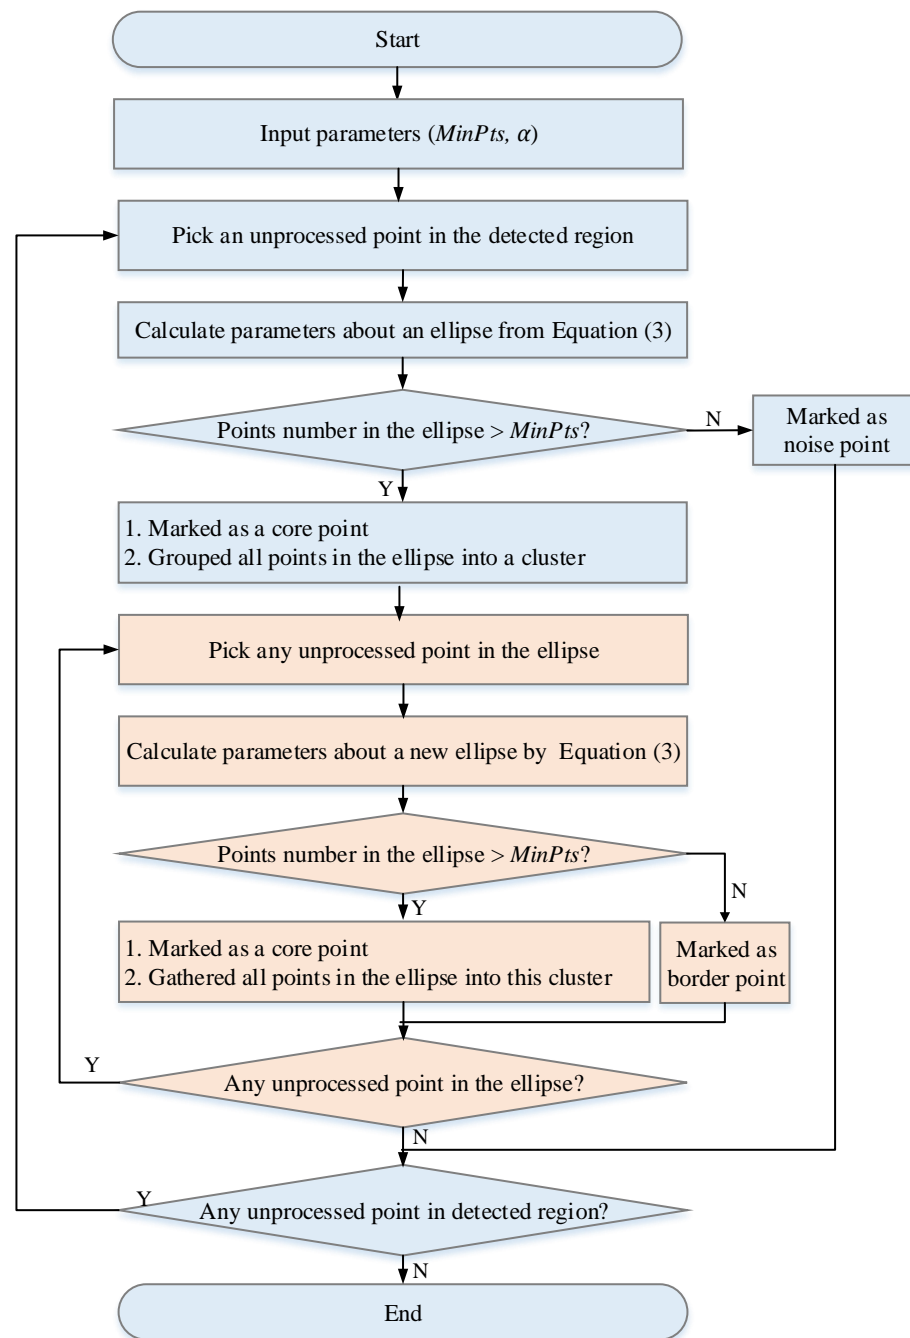 Start
Input parameters (MinPts, α)
Pick an unprocessed point in the detected region
Calculate parameters about an ellipse from Equation (3)
Points number in the ellipse > MinPts?
N
Marked as
noise point
Y
1. Marked as a core point
2. Grouped all points in the ellipse into a cluster
Pick any unprocessed point in the ellipse
Calculate parameters about a new ellipse by  Equation (3)
Points number in the ellipse > MinPts?
N
Y
1. Marked as a core point
2. Gathered all points in the ellipse into this cluster
Marked as
border point
Y
Any unprocessed point in the ellipse?
N
Y
Any unprocessed point in detected region?
N
End